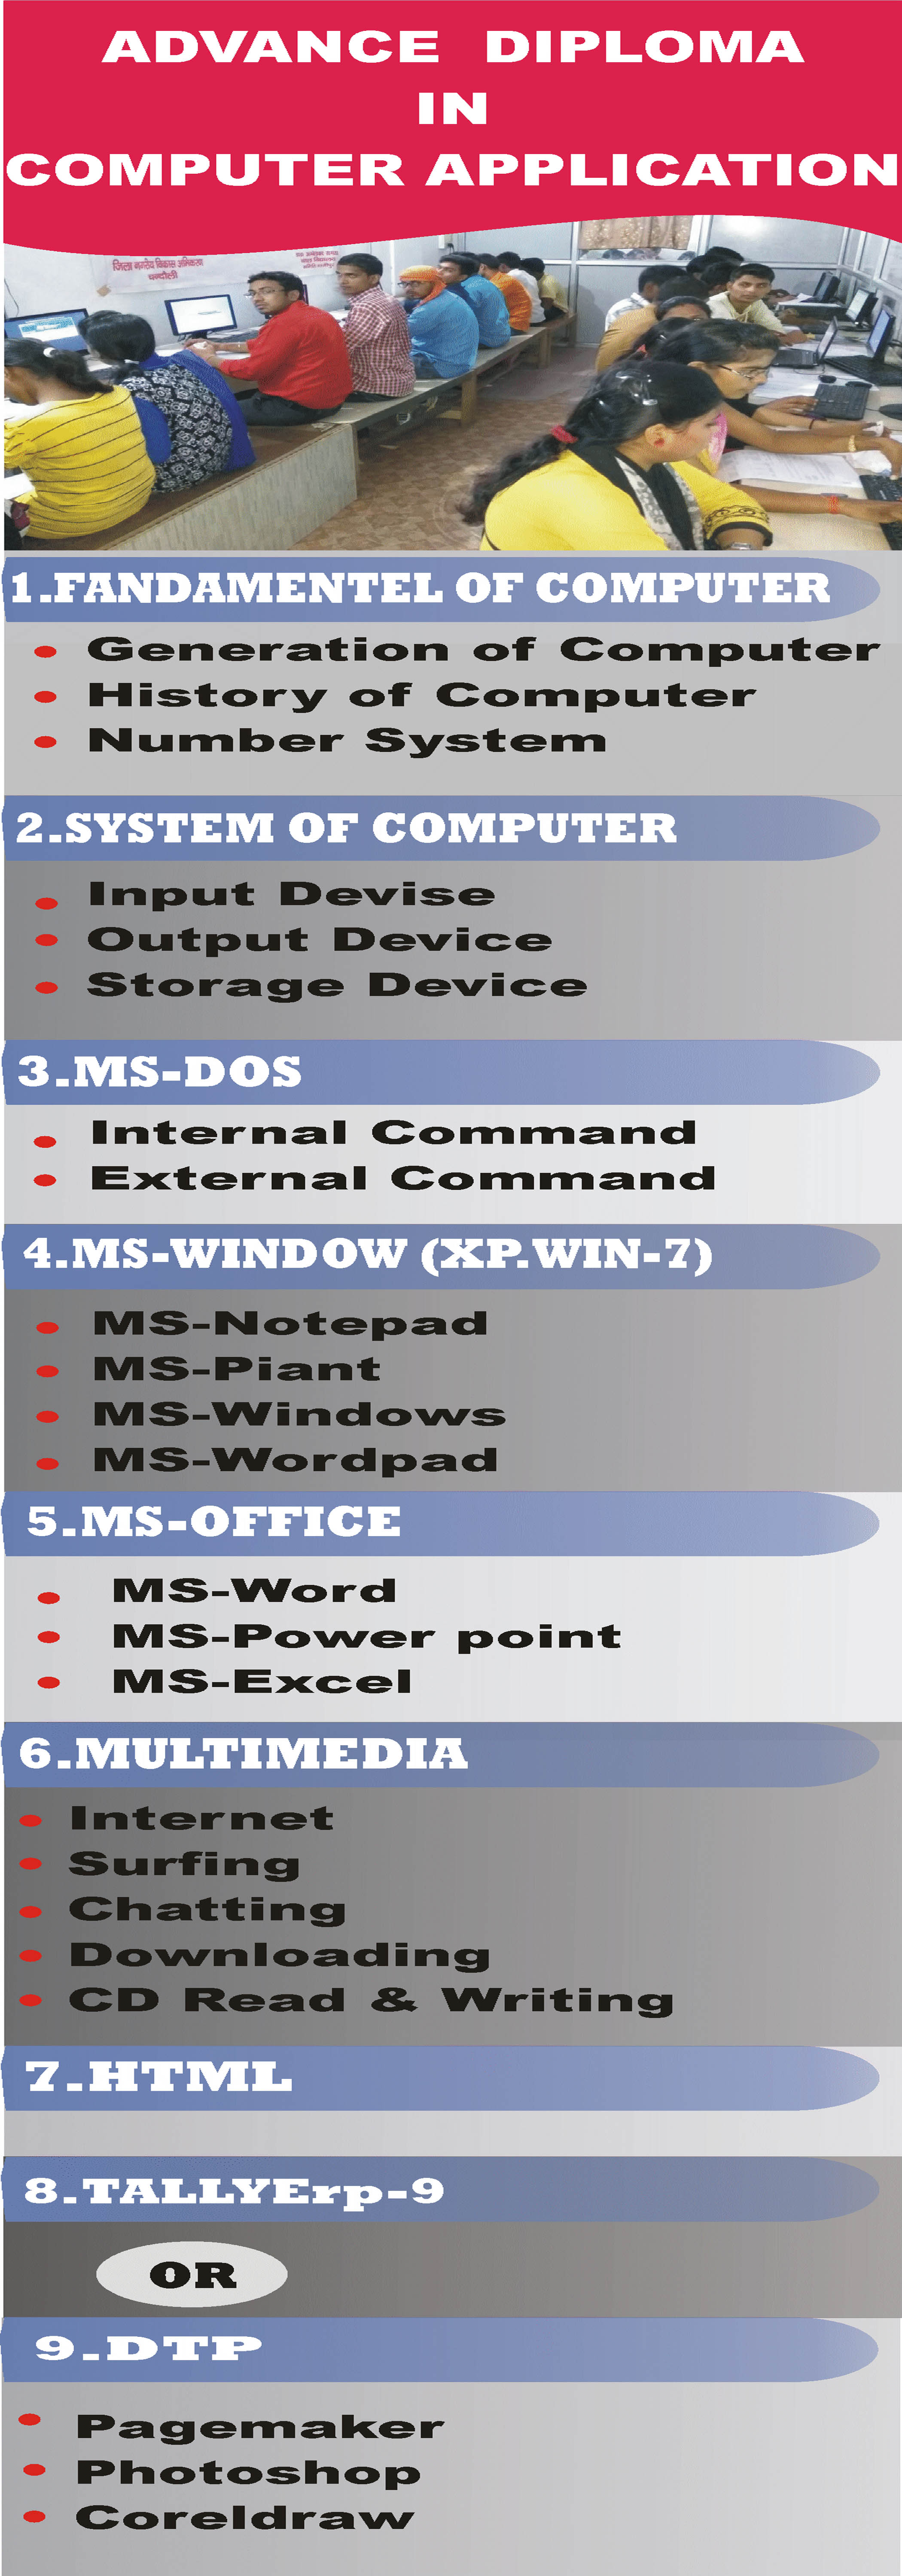 ADVANCE DIPLOMA
IN
COMPUTER APPLICATION
जिला नगरीय विकास अभिकरण
चन्दौली
1.FANDAMENTEL OF COMPUTER
Generation of Computer
History of Computer
Number System
2.SYSTEM OF COMPUTER
Input Devise
Output Device
Storage Device
3.MS-DOS
Internal Command
External Command
4.MS-WINDOW (XP.WIN-7)
MS-Notepad
MS-Piant
MS-Windows
MS-Wordpad
5.MS-OFFICE
MS-Word
MS-Power point
MS-Excel
6.MULTIMEDIA
Internet
Surfing
Chatting
Downloading
CD Read & Writing
7.HTML
8.TALLYErp-9
OR
9.DTP
Pagemaker
Photoshop
Coreldraw